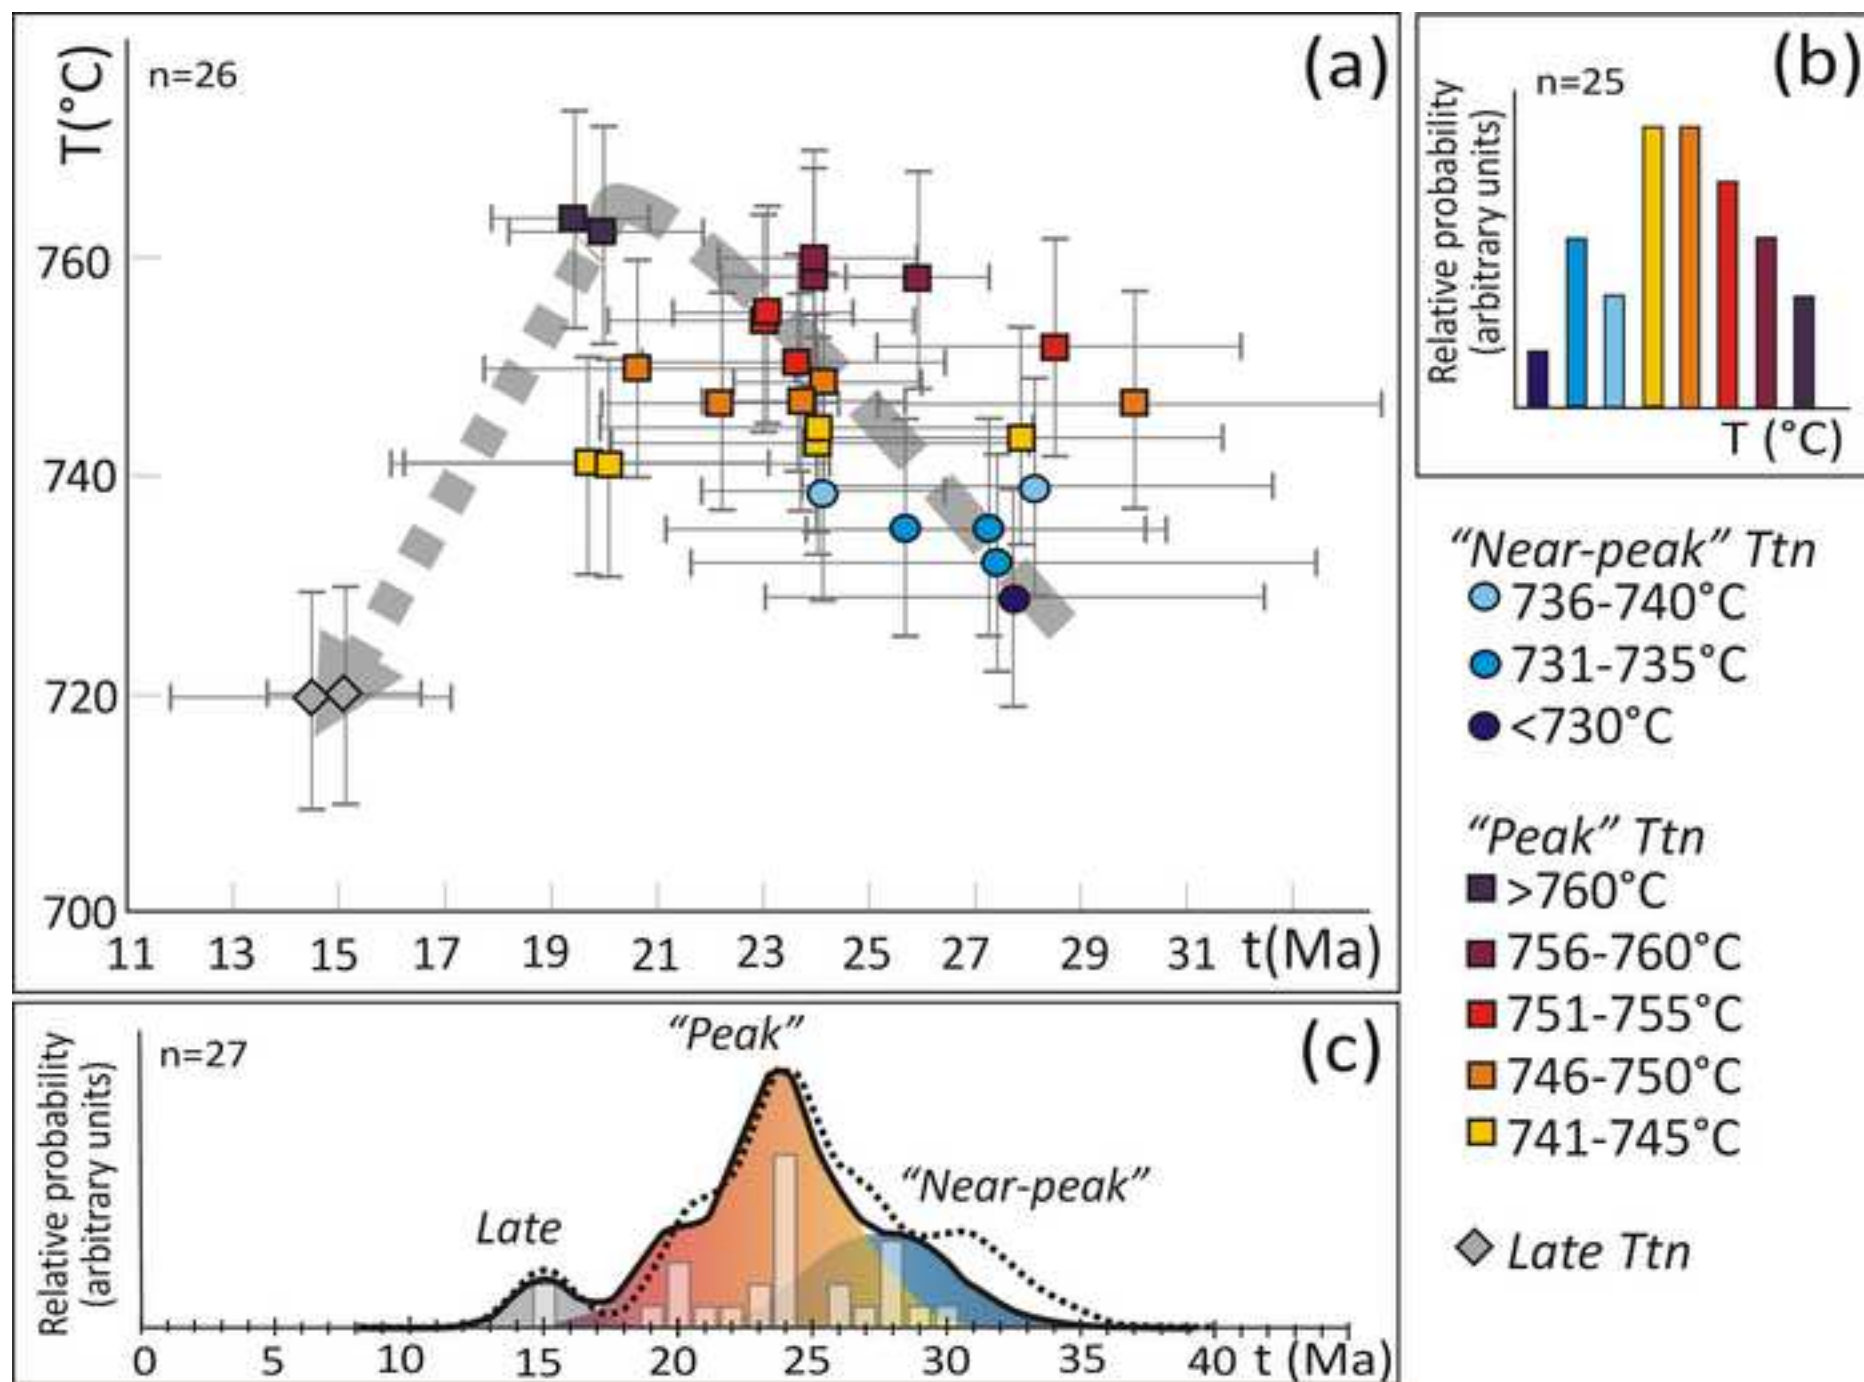 (a)
n=26
T(°C)
760
740
720
700
11 13 15 17 19 21 23 25 27 29 31 t(Ma)
(b)
n=25
Relative probability
(arbitrary units)
T (°C)
“Near-peak” Ttn
736-740°C
731-735°C
<730°C
“Peak” Ttn
>760°C
756-760°C
751-755°C
746-750°C
741-745°C
Late Ttn
(c)
n=27
Relative probability
(arbitrary units)
“Peak”
“Near-peak”
Late
0 5 10 15 20 25 30 35 40 t (Ma)